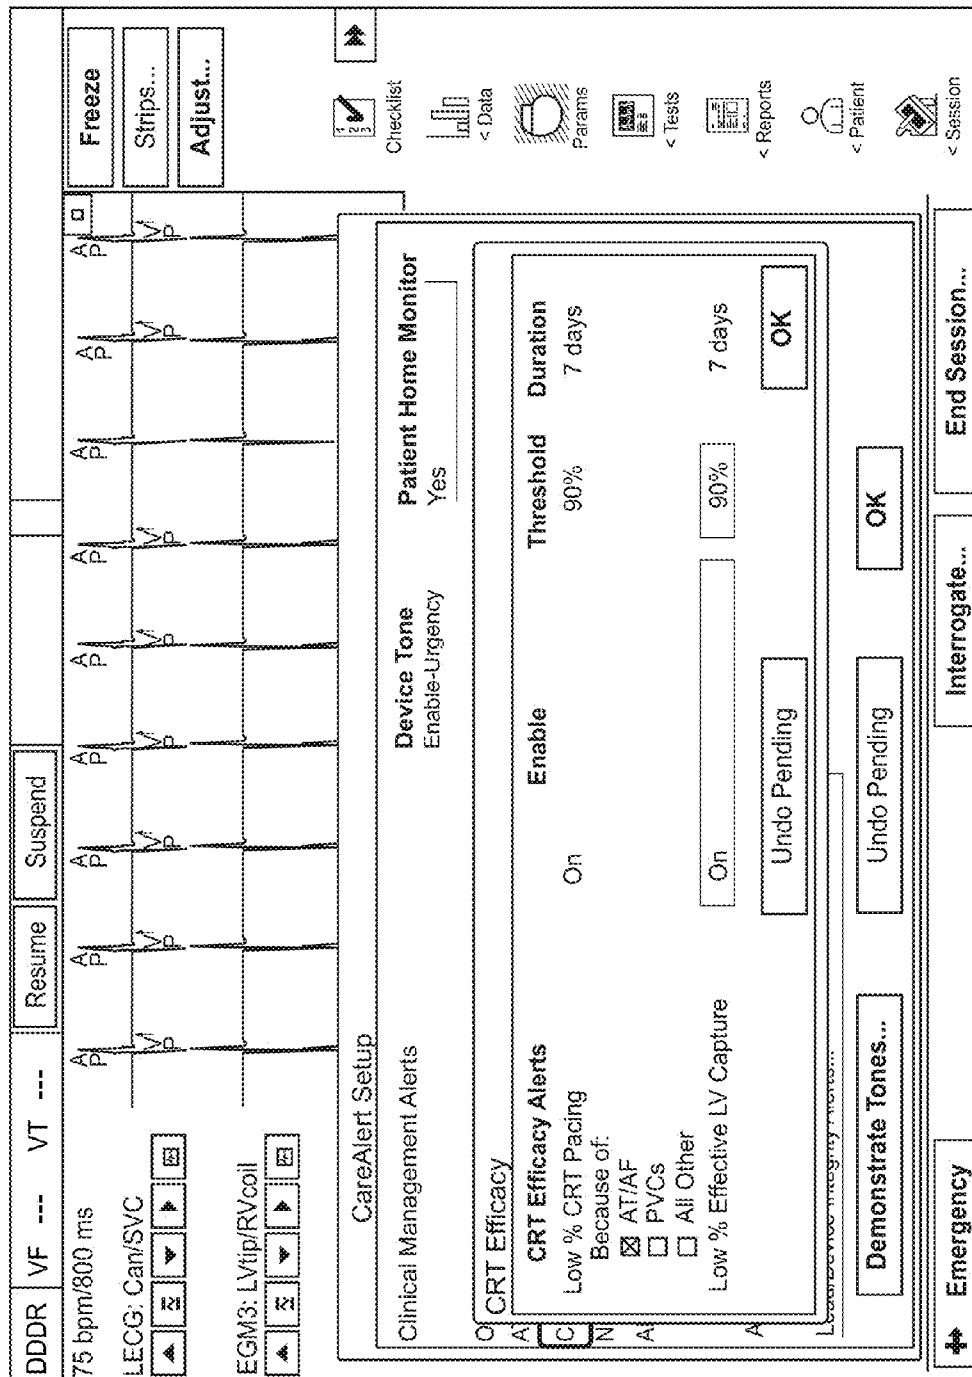 DDDR VF --- VT --- Resume Suspend
75 bpm/800 ms
LECG: Can/SVC
EGM3: LVtip/RVcoil
A P A P A P A P A P A P A P A P A P
V P V P V P V P V P V P V P V P V P
Freeze
Strips...
Adjust...
Checklist
< Data
Params
< Tests
< Reports
< Patient
< Session
CareAlert Setup
Clinical Management Alerts
Device Tone
Enable-Urgency
Patient Home Monitor
Yes
O
A
C
N
A
A
CRT Efficacy
CRT Efficacy Alerts Enable Threshold Duration
Low % CRT Pacing On 90% 7 days
Because of:
AT/AF
PVCs
All Other
Low % Effective LV Capture On 90% 7 days
Undo Pending OK
Demonstrate Tones... Undo Pending OK
Emergency Interrogate... End Session...